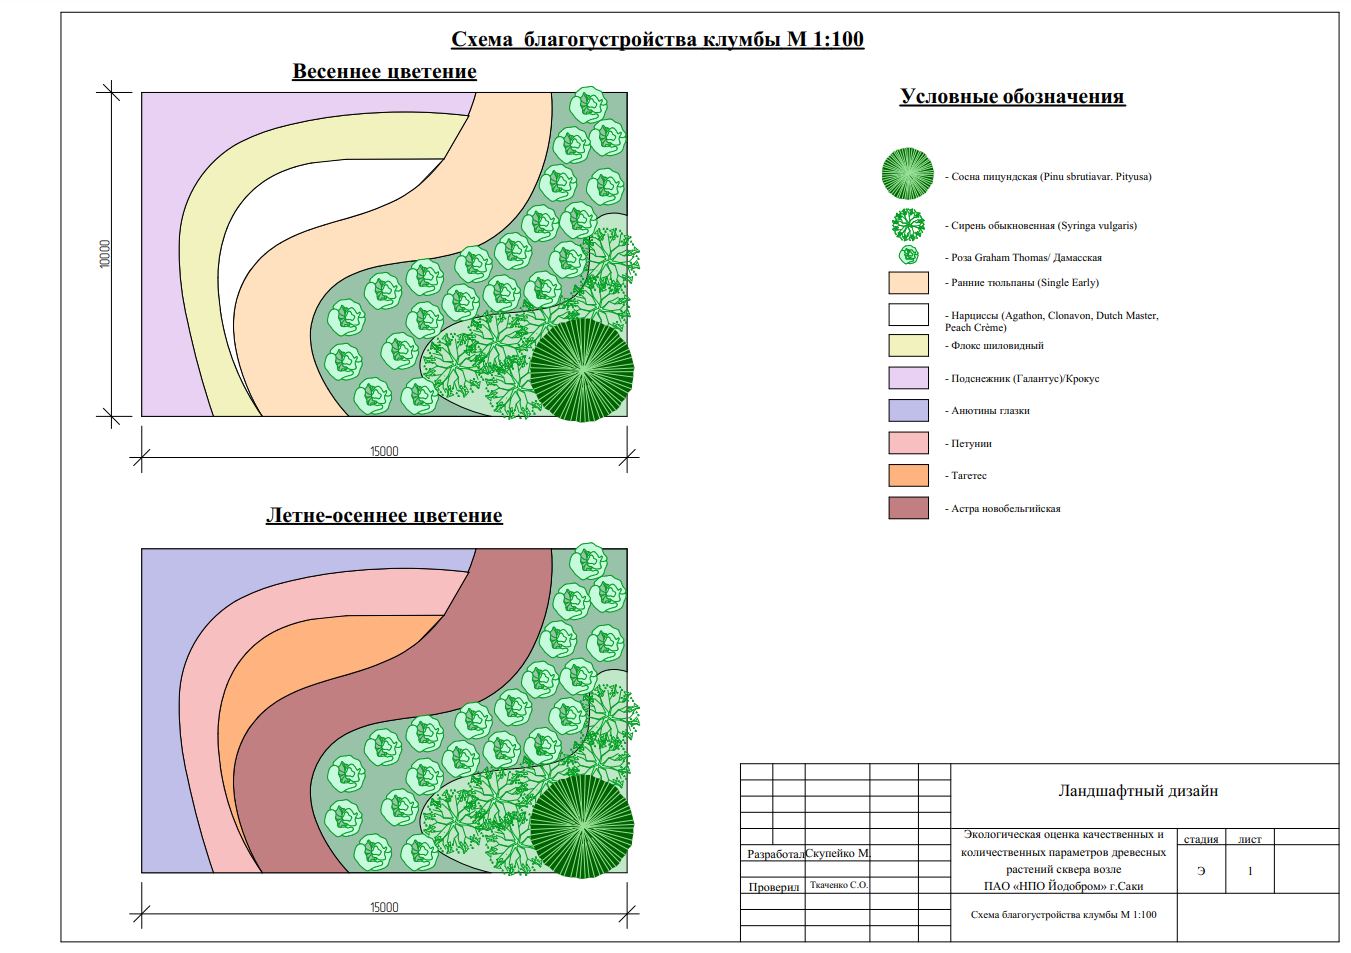 Схема благогустройства клумбы М 1:100
Весеннее цветение
10000
15000
Летне-осеннее цветение
15000
Условные обозначения
- Сосна пицундская (Pinu sbrutiavar. Pityusa)
- Сирень обыкновенная (Syringa vulgaris)
- Роза Graham Thomas/ Дамасская
- Ранние тюльпаны (Single Early)
- Нарциссы (Agathon, Clonavon, Dutch Master,
Peach Crème)
- Флокс шиловидный
- Подснежник (Галантус)/Крокус
- Анютины глазки
- Петунии
- Тагетес
- Астра новобельгийская
Ландшафтный дизайн
Экологическая оценка качественных и
количественных параметров древесных
растений сквера возле
ПАО «НПО Йодобром» г.Саки
стадия лист
Э 1
Разработал Скупейко М.
Проверил Ткаченко С.О.
Схема благоустройства клумбы М 1:100